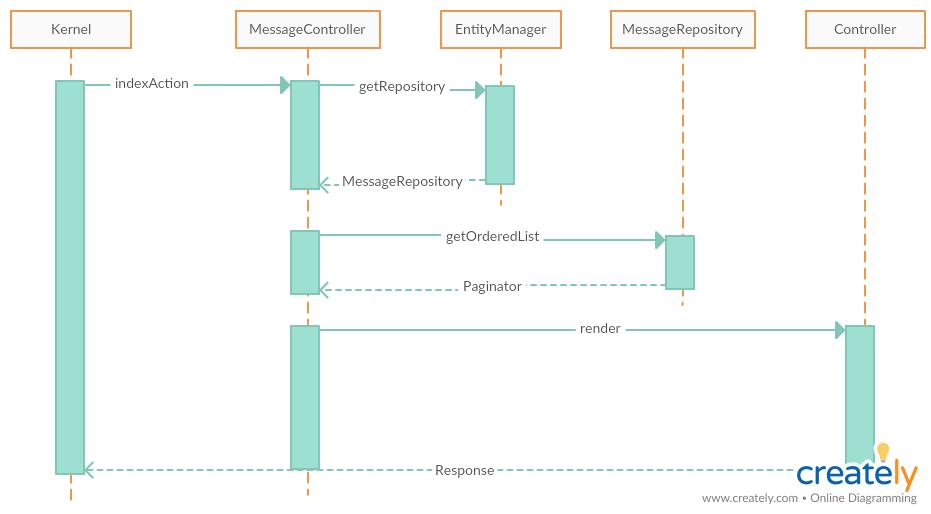 Kernel
MessageController
EntityManager
MessageRepository
Controller
indexAction
getRepository
MessageRepository
getOrderedList
Paginator
render
Response
creately
www.creately.com • Online Diagramming